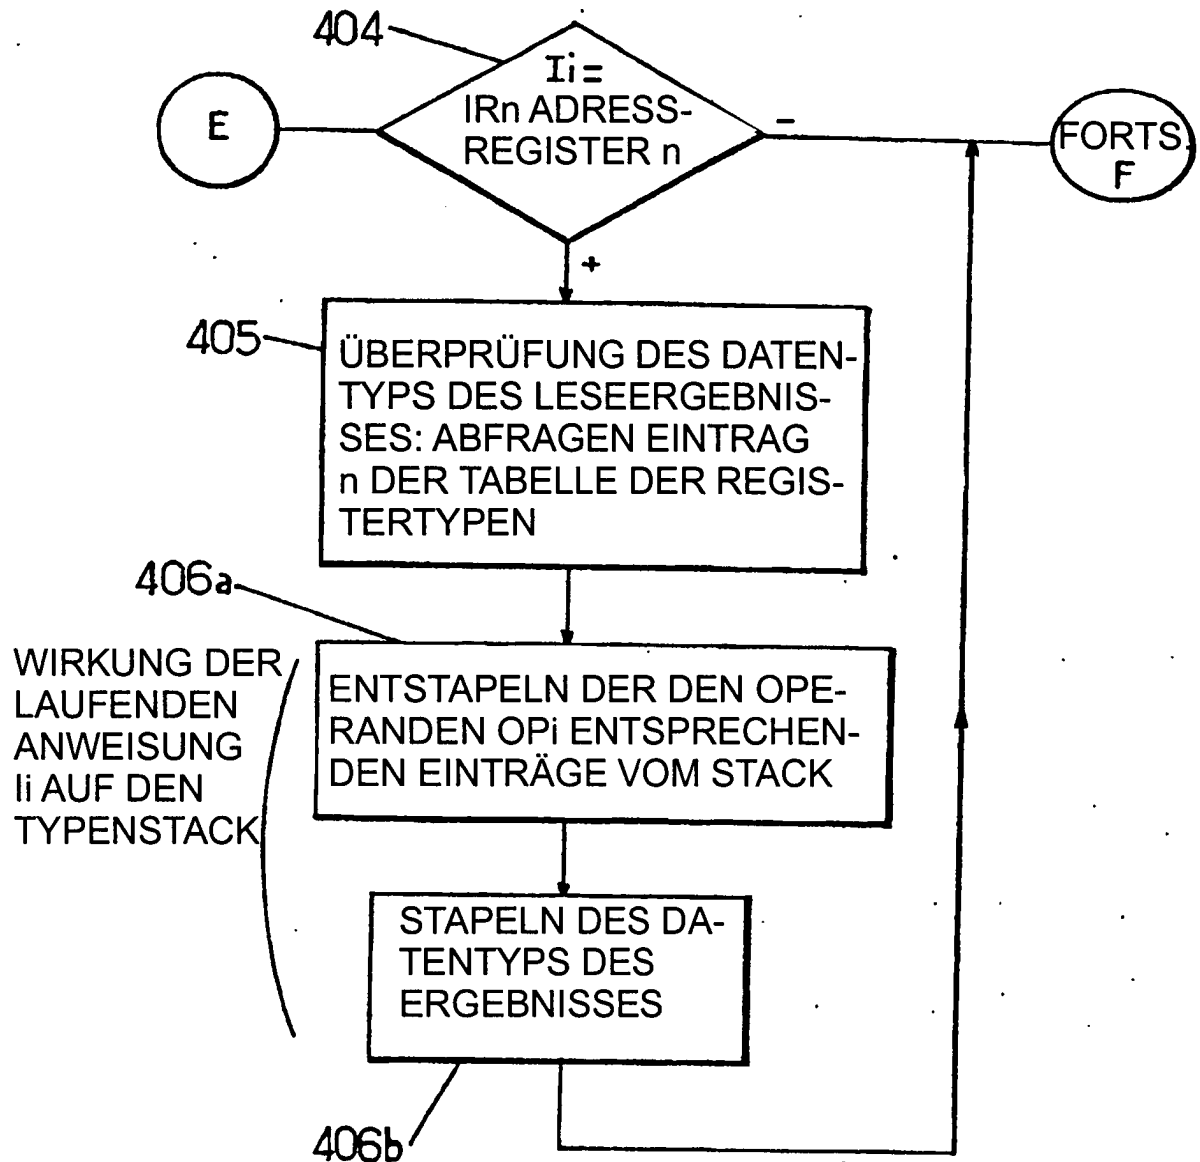 404
Ii=
IRn ADRESS-
REGISTER n
E
-
FORTS.
F
+
405
ÜBERPRÜFUNG DES DATEN-
TYPS DES LESEERGEBNIS-
SES: ABFRAGEN EINTRAG
n DER TABELLE DER REGIS-
TERTYPEN
406a
WIRKUNG DER
LAUFENDEN
ANWEISUNG
Ii AUF DEN
TYPENSTACK
ENTSTAPELN DER DEN OPE-
RANDEN OPi ENTSPRECHEN-
DEN EINTRÄGE VOM STACK
STAPELN DES DA-
TENTYPS DES
ERGEBNISSES
406b